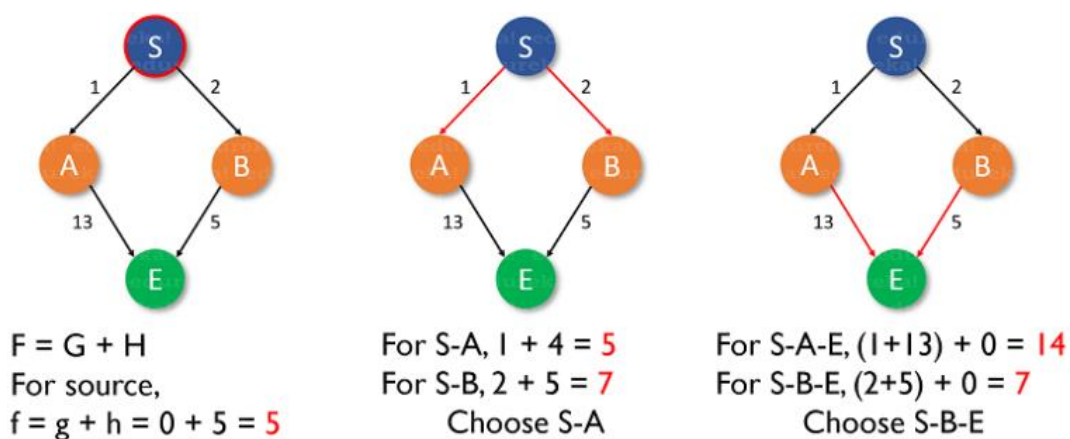 S
1
2
A
B
13
5
E
F = G + H
For source,
f = g + h = 0 + 5 = 5
S
1
2
A
B
13
5
E
For S-A, 1 + 4 = 5
For S-B, 2 + 5 = 7
Choose S-A
S
1
2
A
B
13
5
E
For S-A-E, (1+13) + 0 = 14
For S-B-E, (2+5) + 0 = 7
Choose S-B-E